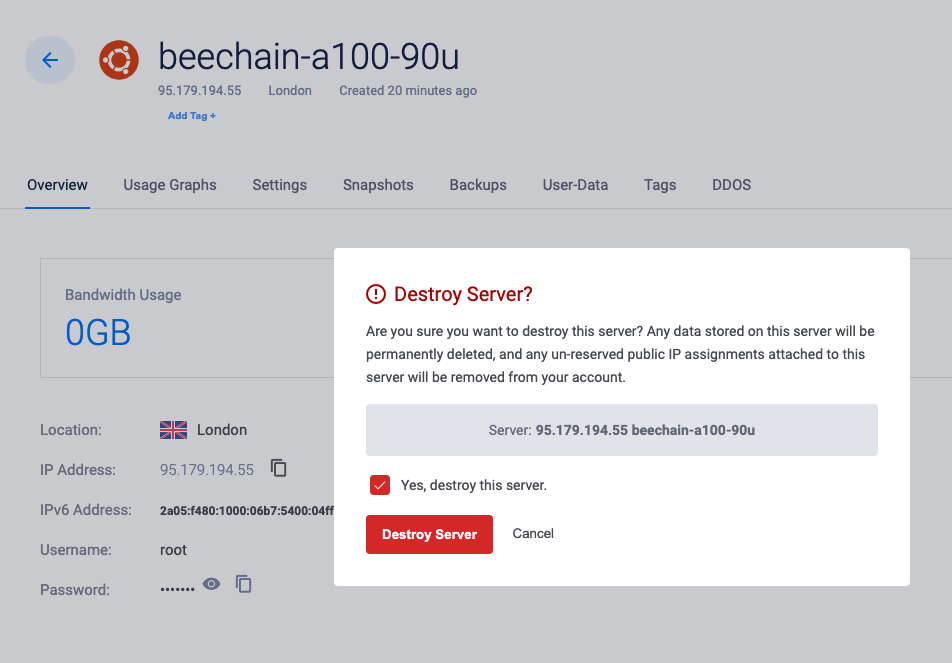 beechain-a100-90u
95.179.194.55 London Created 20 minutes ago
Add Tag +
Overview Usage Graphs Settings Snapshots Backups User-Data Tags DDOS
Bandwidth Usage
0GB
Destroy Server?
Are you sure you want to destroy this server? Any data stored on this server will be
permanently deleted, and any un-reserved public IP assignments attached to this
server will be removed from your account.
Server: 95.179.194.55 beechain-a100-90u
Yes, destroy this server.
Destroy Server Cancel
Location: London
IP Address: 95.179.194.55
IPv6 Address: 2a05:f480:1000:06b7:5400:04ff
Username: root
Password: •••••••